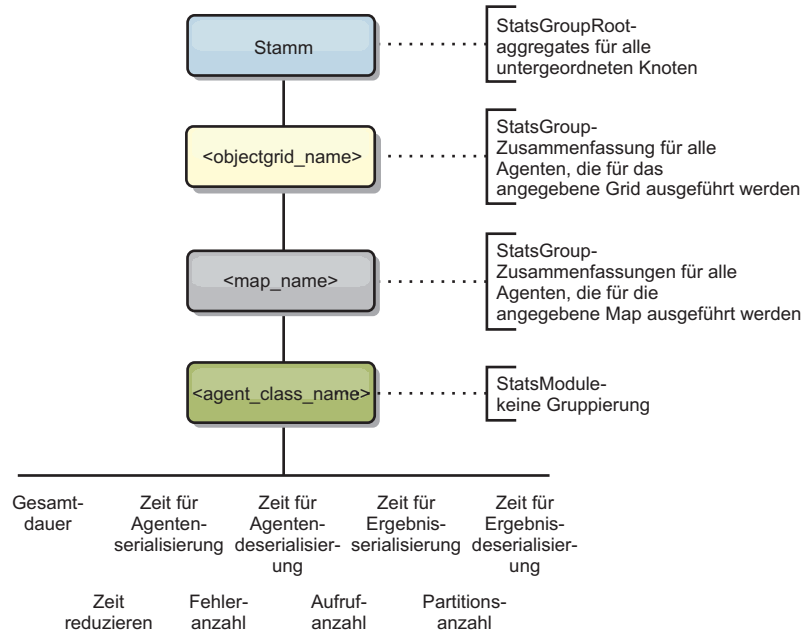 Stamm
StatsGroupRoot-
aggregates für alle
untergeordneten Knoten
<objectgrid_name>
StatsGroup-
Zusammenfassung für alle
Agenten, die für das
angegebene Grid ausgeführt werden
<map_name>
StatsGroup-
Zusammenfassungen für alle
Agenten, die für die
angegebene Map ausgeführt werden
<agent_class_name>
StatsModule-
keine Gruppierung
Gesamt-
dauer
Zeit für
Agenten-
serialisierung
Zeit für
Agenten-
deserialisier-
ung
Zeit für
Ergebnis-
serialisierung
Zeit für
Ergebnis-
deserialisier-
ung
Zeit
reduzieren
Fehler-
anzahl
Aufruf-
anzahl
Partitions-
anzahl